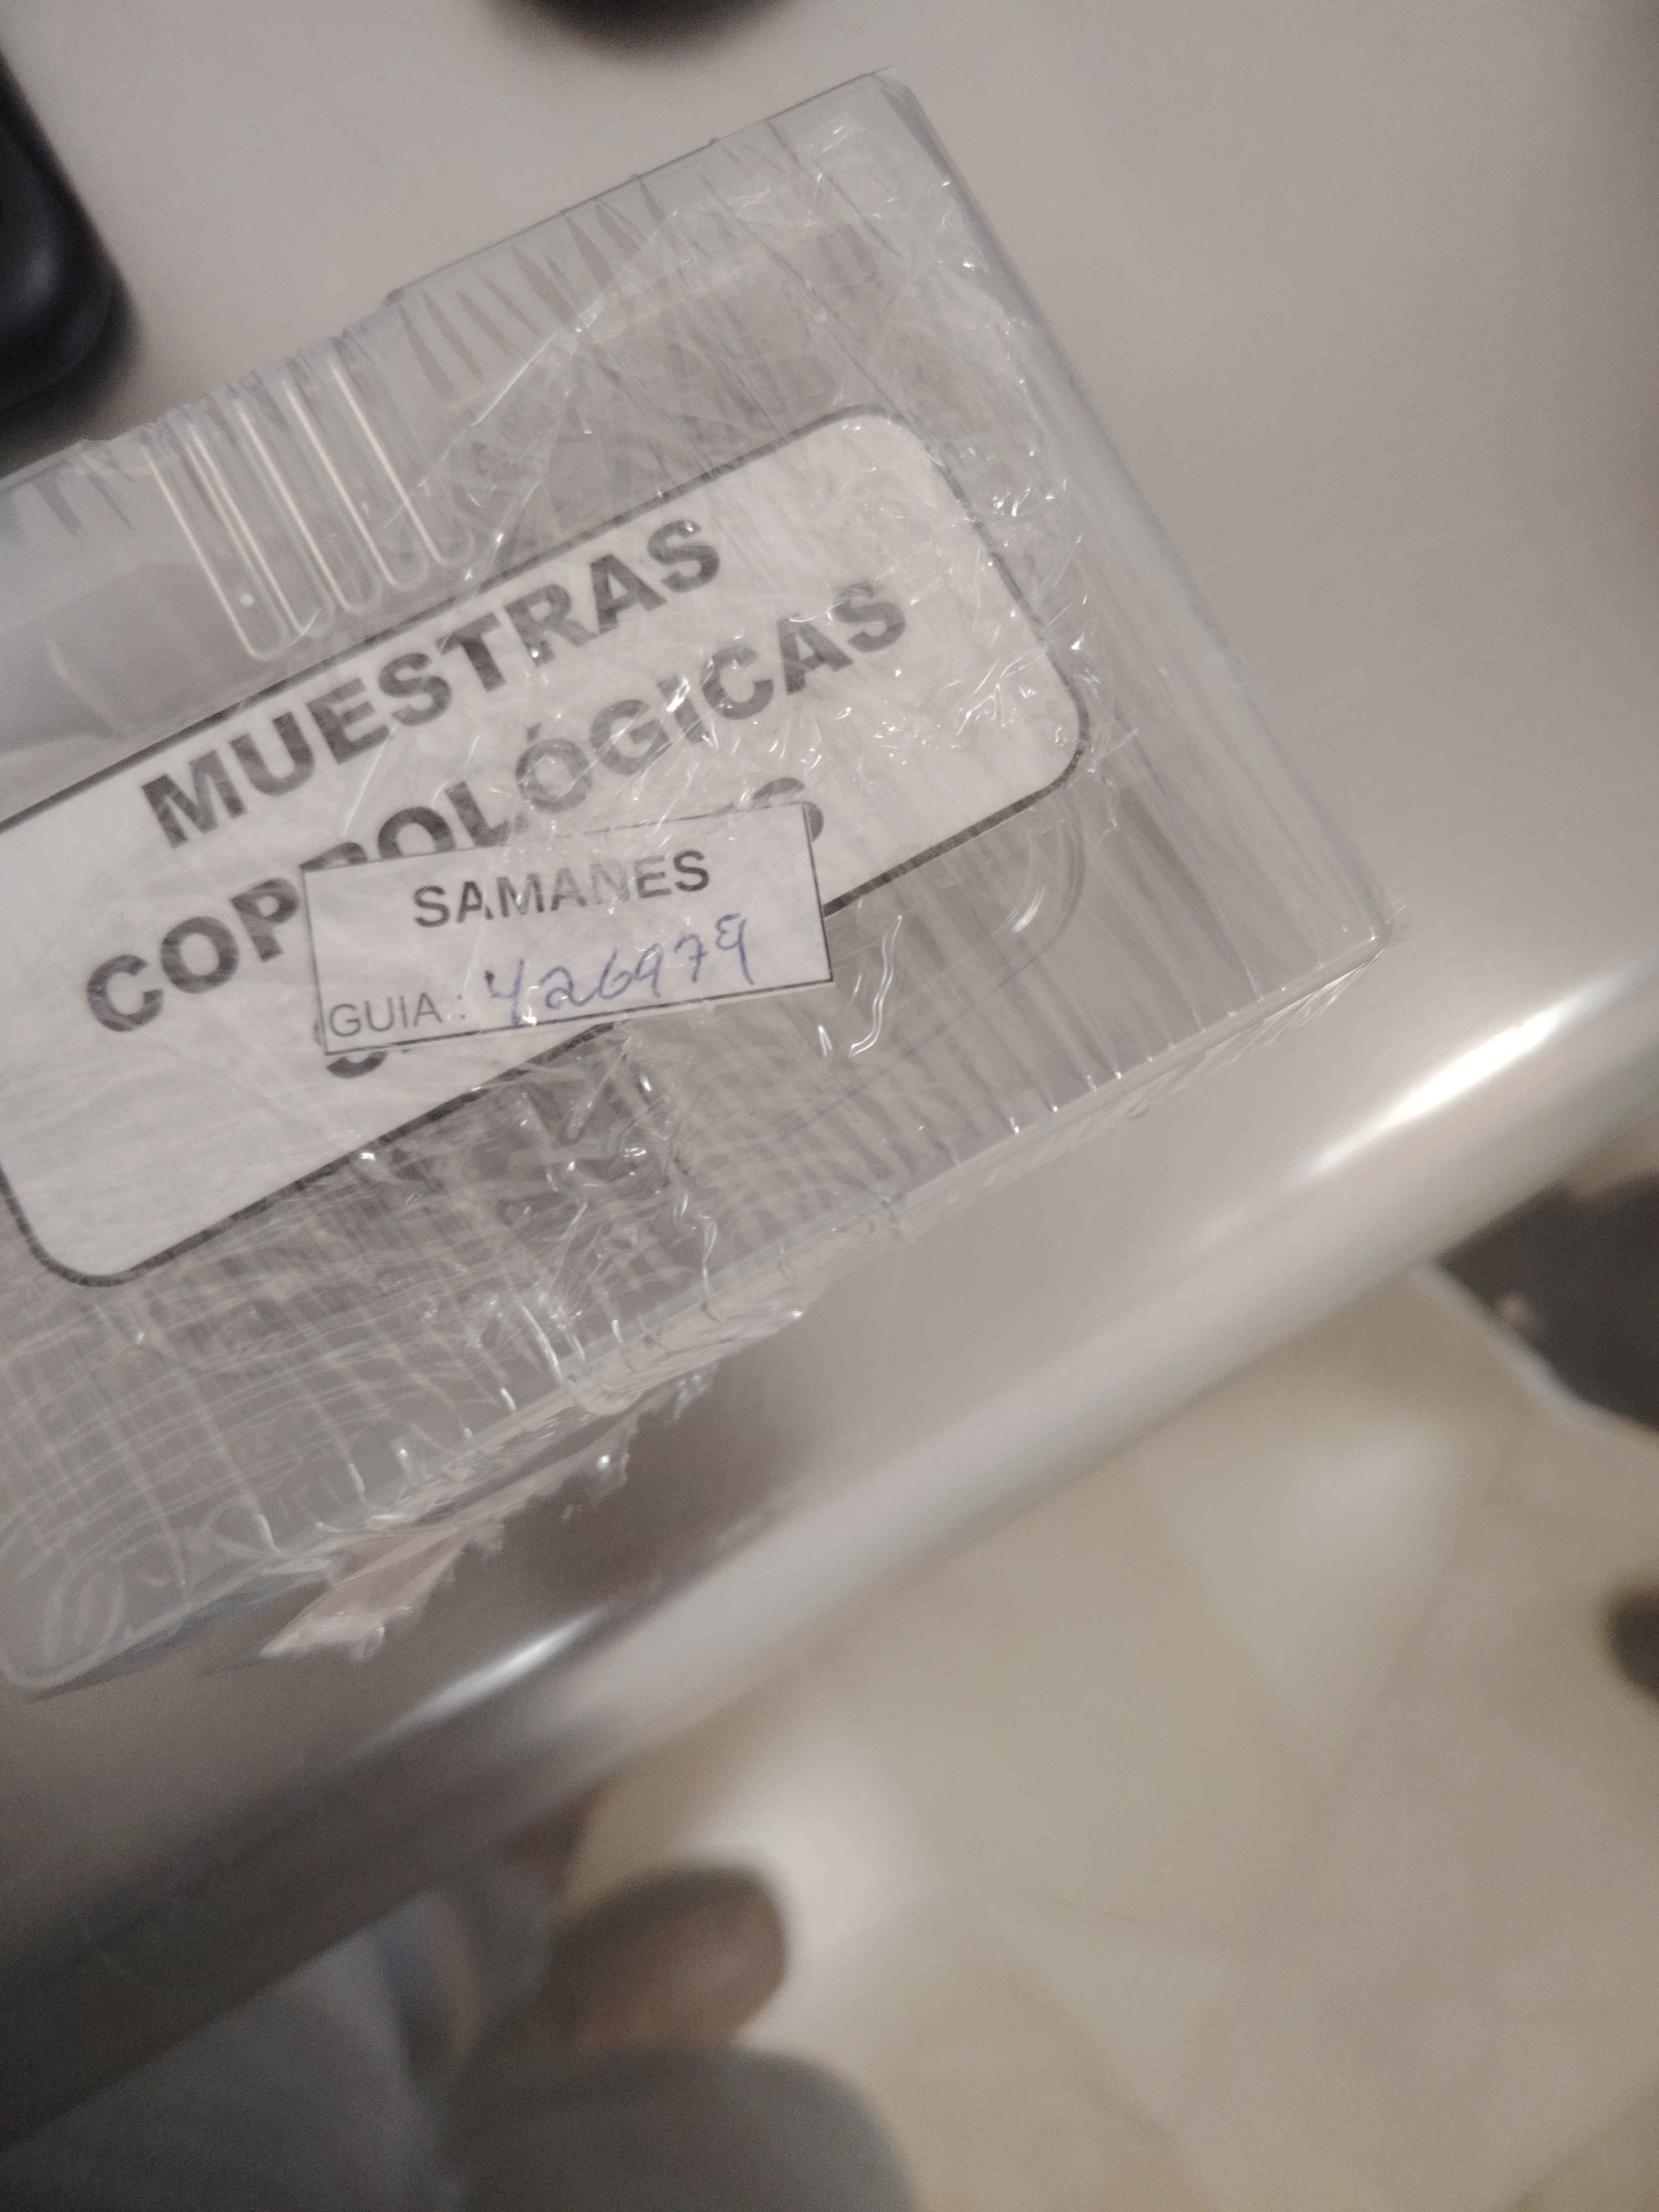 MUESTRAS
COPROLÓGICAS
SAMANES
GUIA : 426979